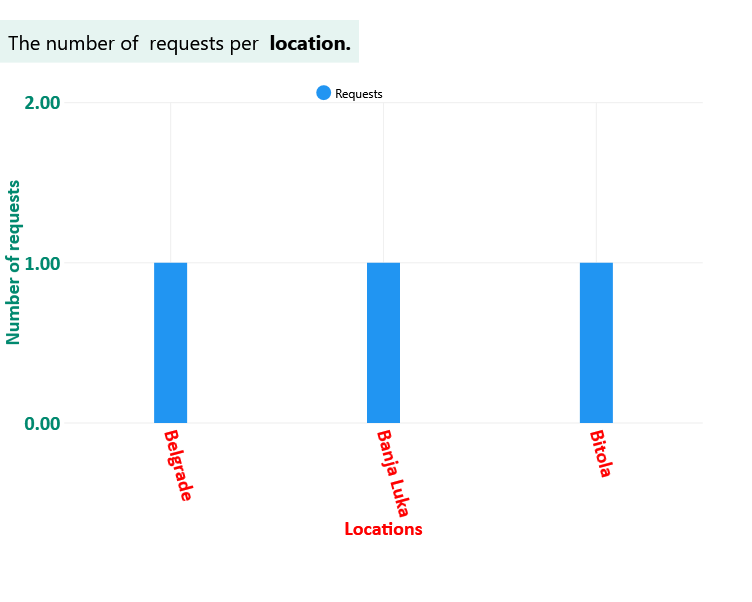 The number of requests per location.
Requests
2.00
1.00
0.00
Number of requests
Belgrade
Banja Luka
Bitola
Locations